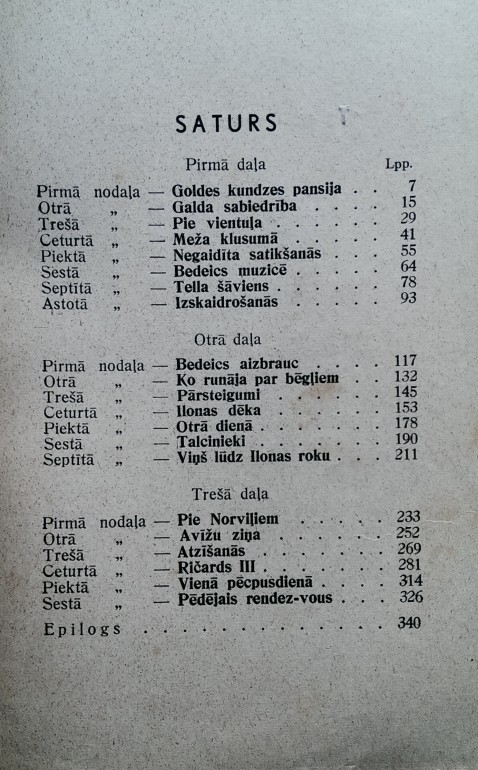 SATURS
Pirmā daļa Lpp.
Pirmā nodaļa — Goldes kundzes pansija . . 7
Otrā „ — Galda sabiedrība . . . . 15
Trešā „ — Pie vientuļa . . . . . 29
Ceturtā „ — Meža klusumā . . . . 41
Piektā „ — Negaidīta satikšanās . . . 55
Sestā „ — Bedeics muzicē . . . . 64
Septītā „ — Tella šāviens . . . . . 78
Astotā „ — Izskaidrošanās . . . . 93
Otrā daļa
Pirmā nodaļa — Bedeics aizbrauc . . . 117
Otrā „ — Ko runāja par bēgļiem . . . 132
Trešā „ — Pārsteigumi . . . . . 145
Ceturtā „ — Ilonas dēka . . . . . 153
Piektā „ — Otrā dienā . . . . . . 178
Sestā „ — Talcinieki . . . . . . 190
Septītā „ — Viņš lūdz Ilonas roku . . . 211
Trešā daļa
Pirmā nodaļa — Pie Norviļiem . . . . . 233
Otrā „ — Avīžu ziņa . . . . . . 252
Trešā „ — Atzīšanās . . . . . . 269
Ceturtā „ — Ričards III . . . . . . 281
Piektā „ — Vienā pēcpusdienā . . . . 314
Sestā „ — Pēdējais rendez-vous . . . 326
Epilogs . . . . . . . . . . . . 340